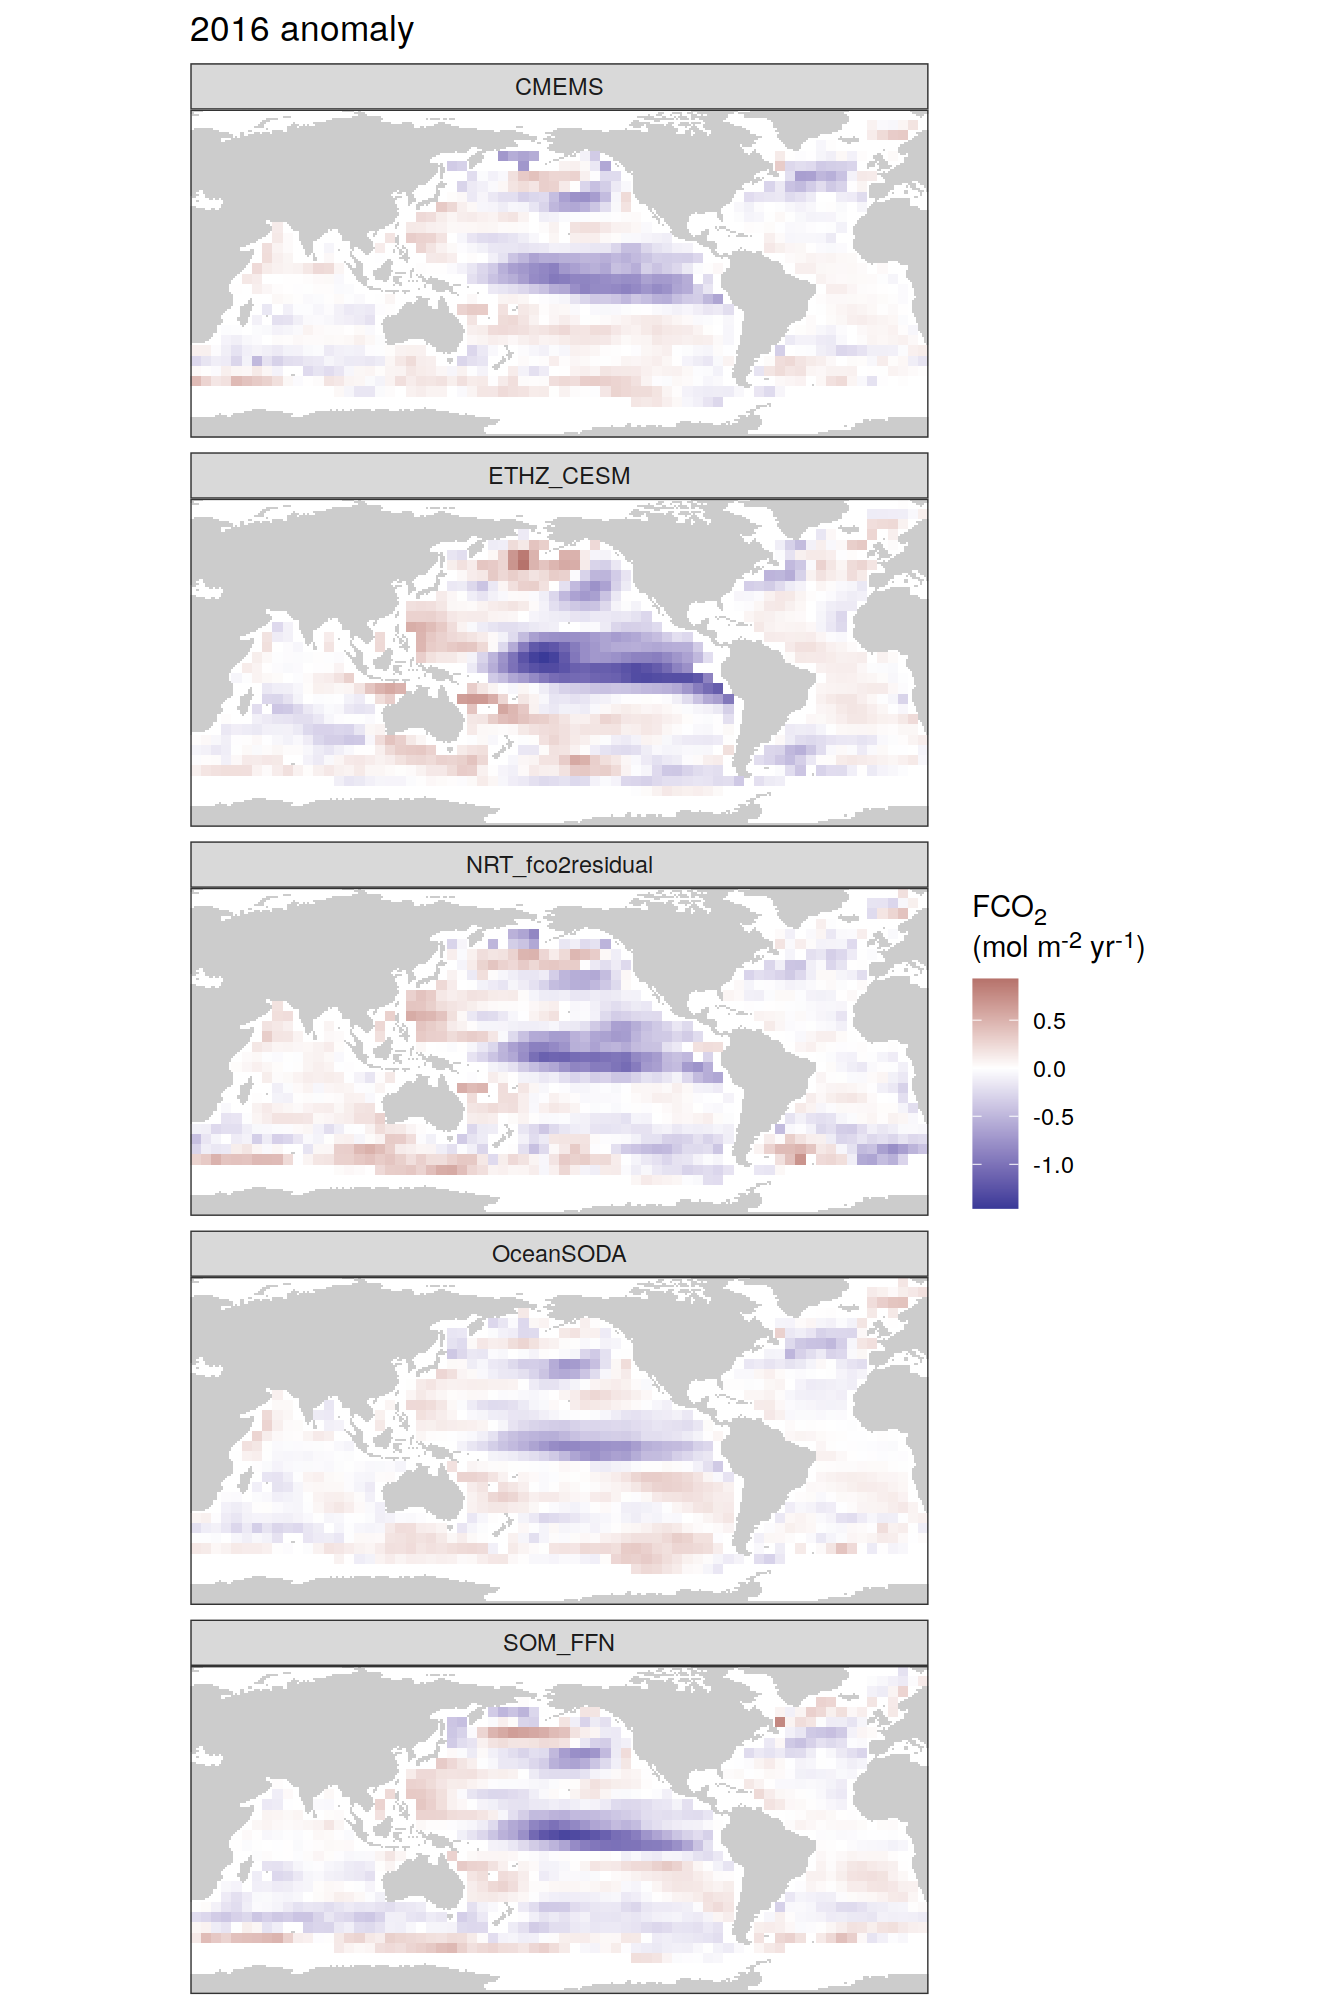 2016 anomaly
CMEMS
ETHZ_CESM
NRT_fco2residual
FCO₂
(mol m⁻² yr⁻¹)
0.5
0.0
-0.5
-1.0
OceanSODA
SOM_FFN